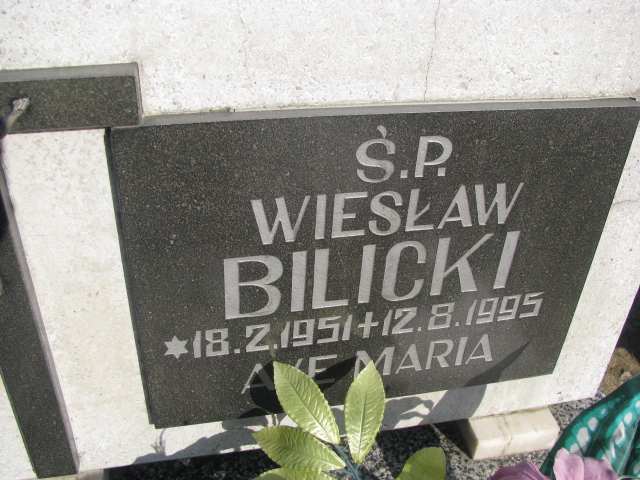 Ś.P.
WIESŁAW
BILICKI
*18.2.1951+12.8.1995
AVE MARIA